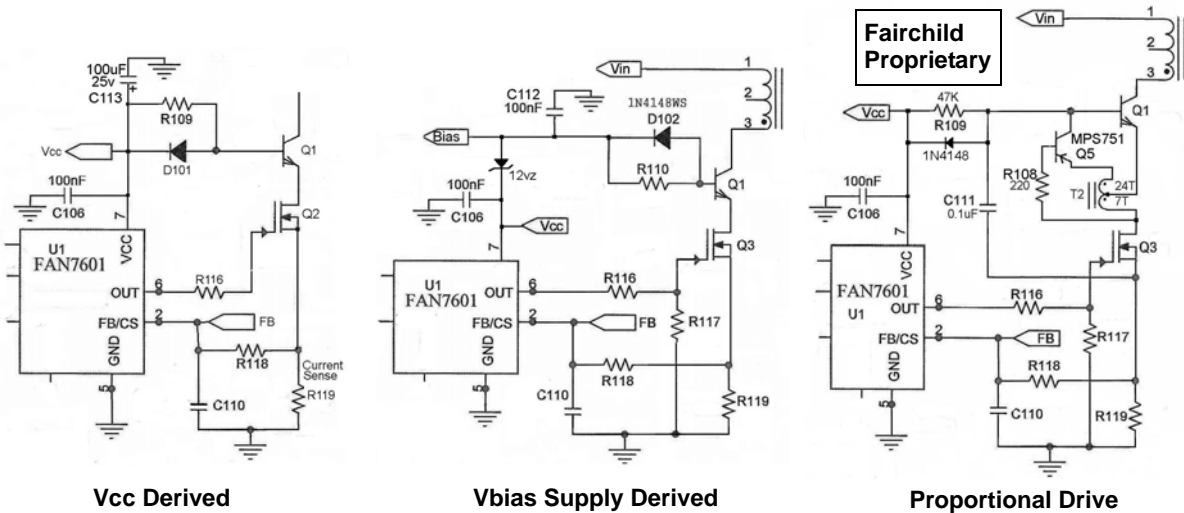 100uF
25v
+
C113
R109
Vcc
D101
Q1
100nF
C106
7
U1
FAN7601
VCC
Q2
OUT
6
R116
FB/CS
2
FB
GND
R118
Current
Sense
5
C110
R119
Vcc Derived
Vin
1
2
3
C112
100nF
1N4148WS
D102
Bias
R110
Q1
12vz
100nF
C106
Vcc
7
Q3
U1
FAN7601
VCC
OUT
6
R116
FB/CS
2
FB
R117
GND
R118
5
C110
R119
Vbias Supply Derived
Fairchild
Proprietary
Vin
1
2
3
Vcc
47K
R109
Q1
1N4148
MPS751
Q5
R108
220
24T
T2
7T
100nF
C106
C111
0.1uF
7
Q3
VCC
FAN7601
U1
OUT
6
R116
FB/CS
2
FB
R117
GND
R118
5
C110
R119
Proportional Drive